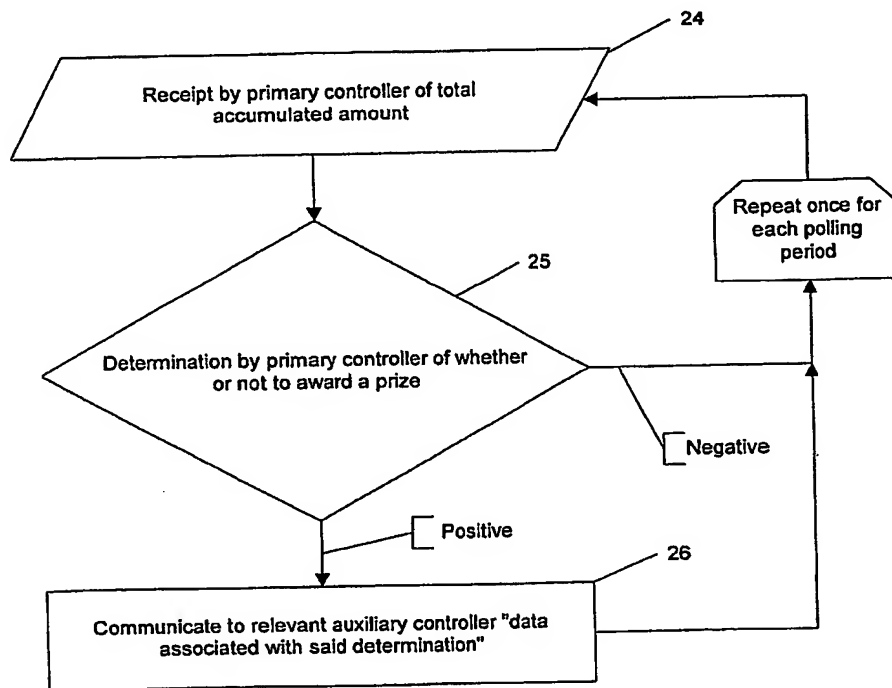 24
Receipt by primary controller of total
accumulated amount
Repeat once for
each polling
period
25
Determination by primary controller of whether
or not to award a prize
Negative
Positive
26
Communicate to relevant auxiliary controller "data
associated with said determination"